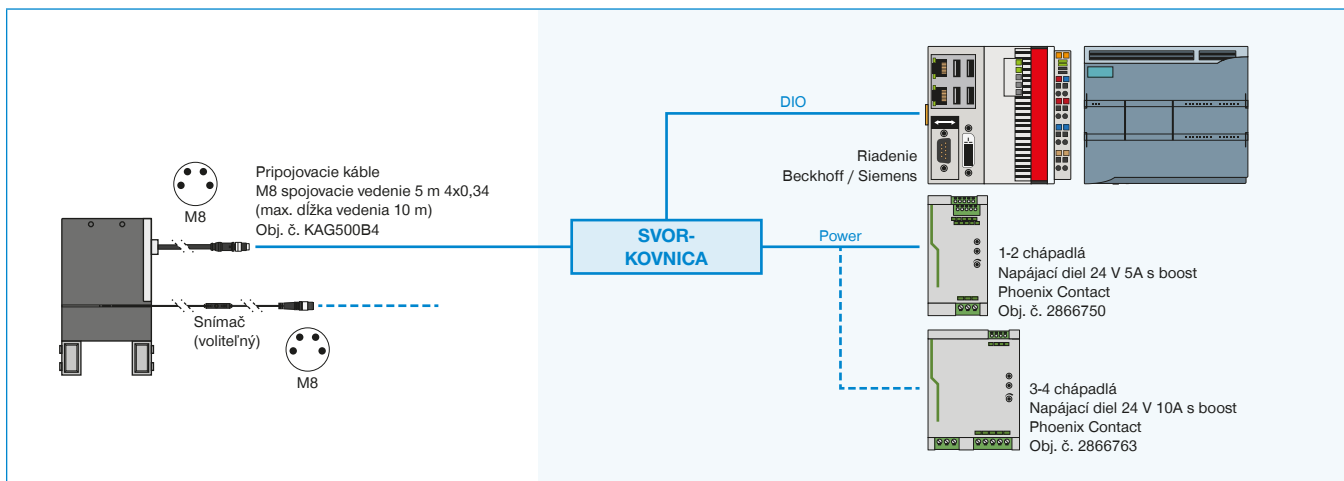 DIO
Riadenie
Beckhoff / Siemens
Pripojovacie káble
M8 spojovacie vedenie 5 m 4x0,34
(max. dĺžka vedenia 10 m)
Obj. č. KAG500B4
M8
SVOR-
KOVNICA
Power
1-2 chápadlá
Napájací diel 24 V 5A s boost
Phoenix Contact
Obj. č. 2866750
Snímač
(voliteľný)
M8
3-4 chápadlá
Napájací diel 24 V 10A s boost
Phoenix Contact
Obj. č. 2866763